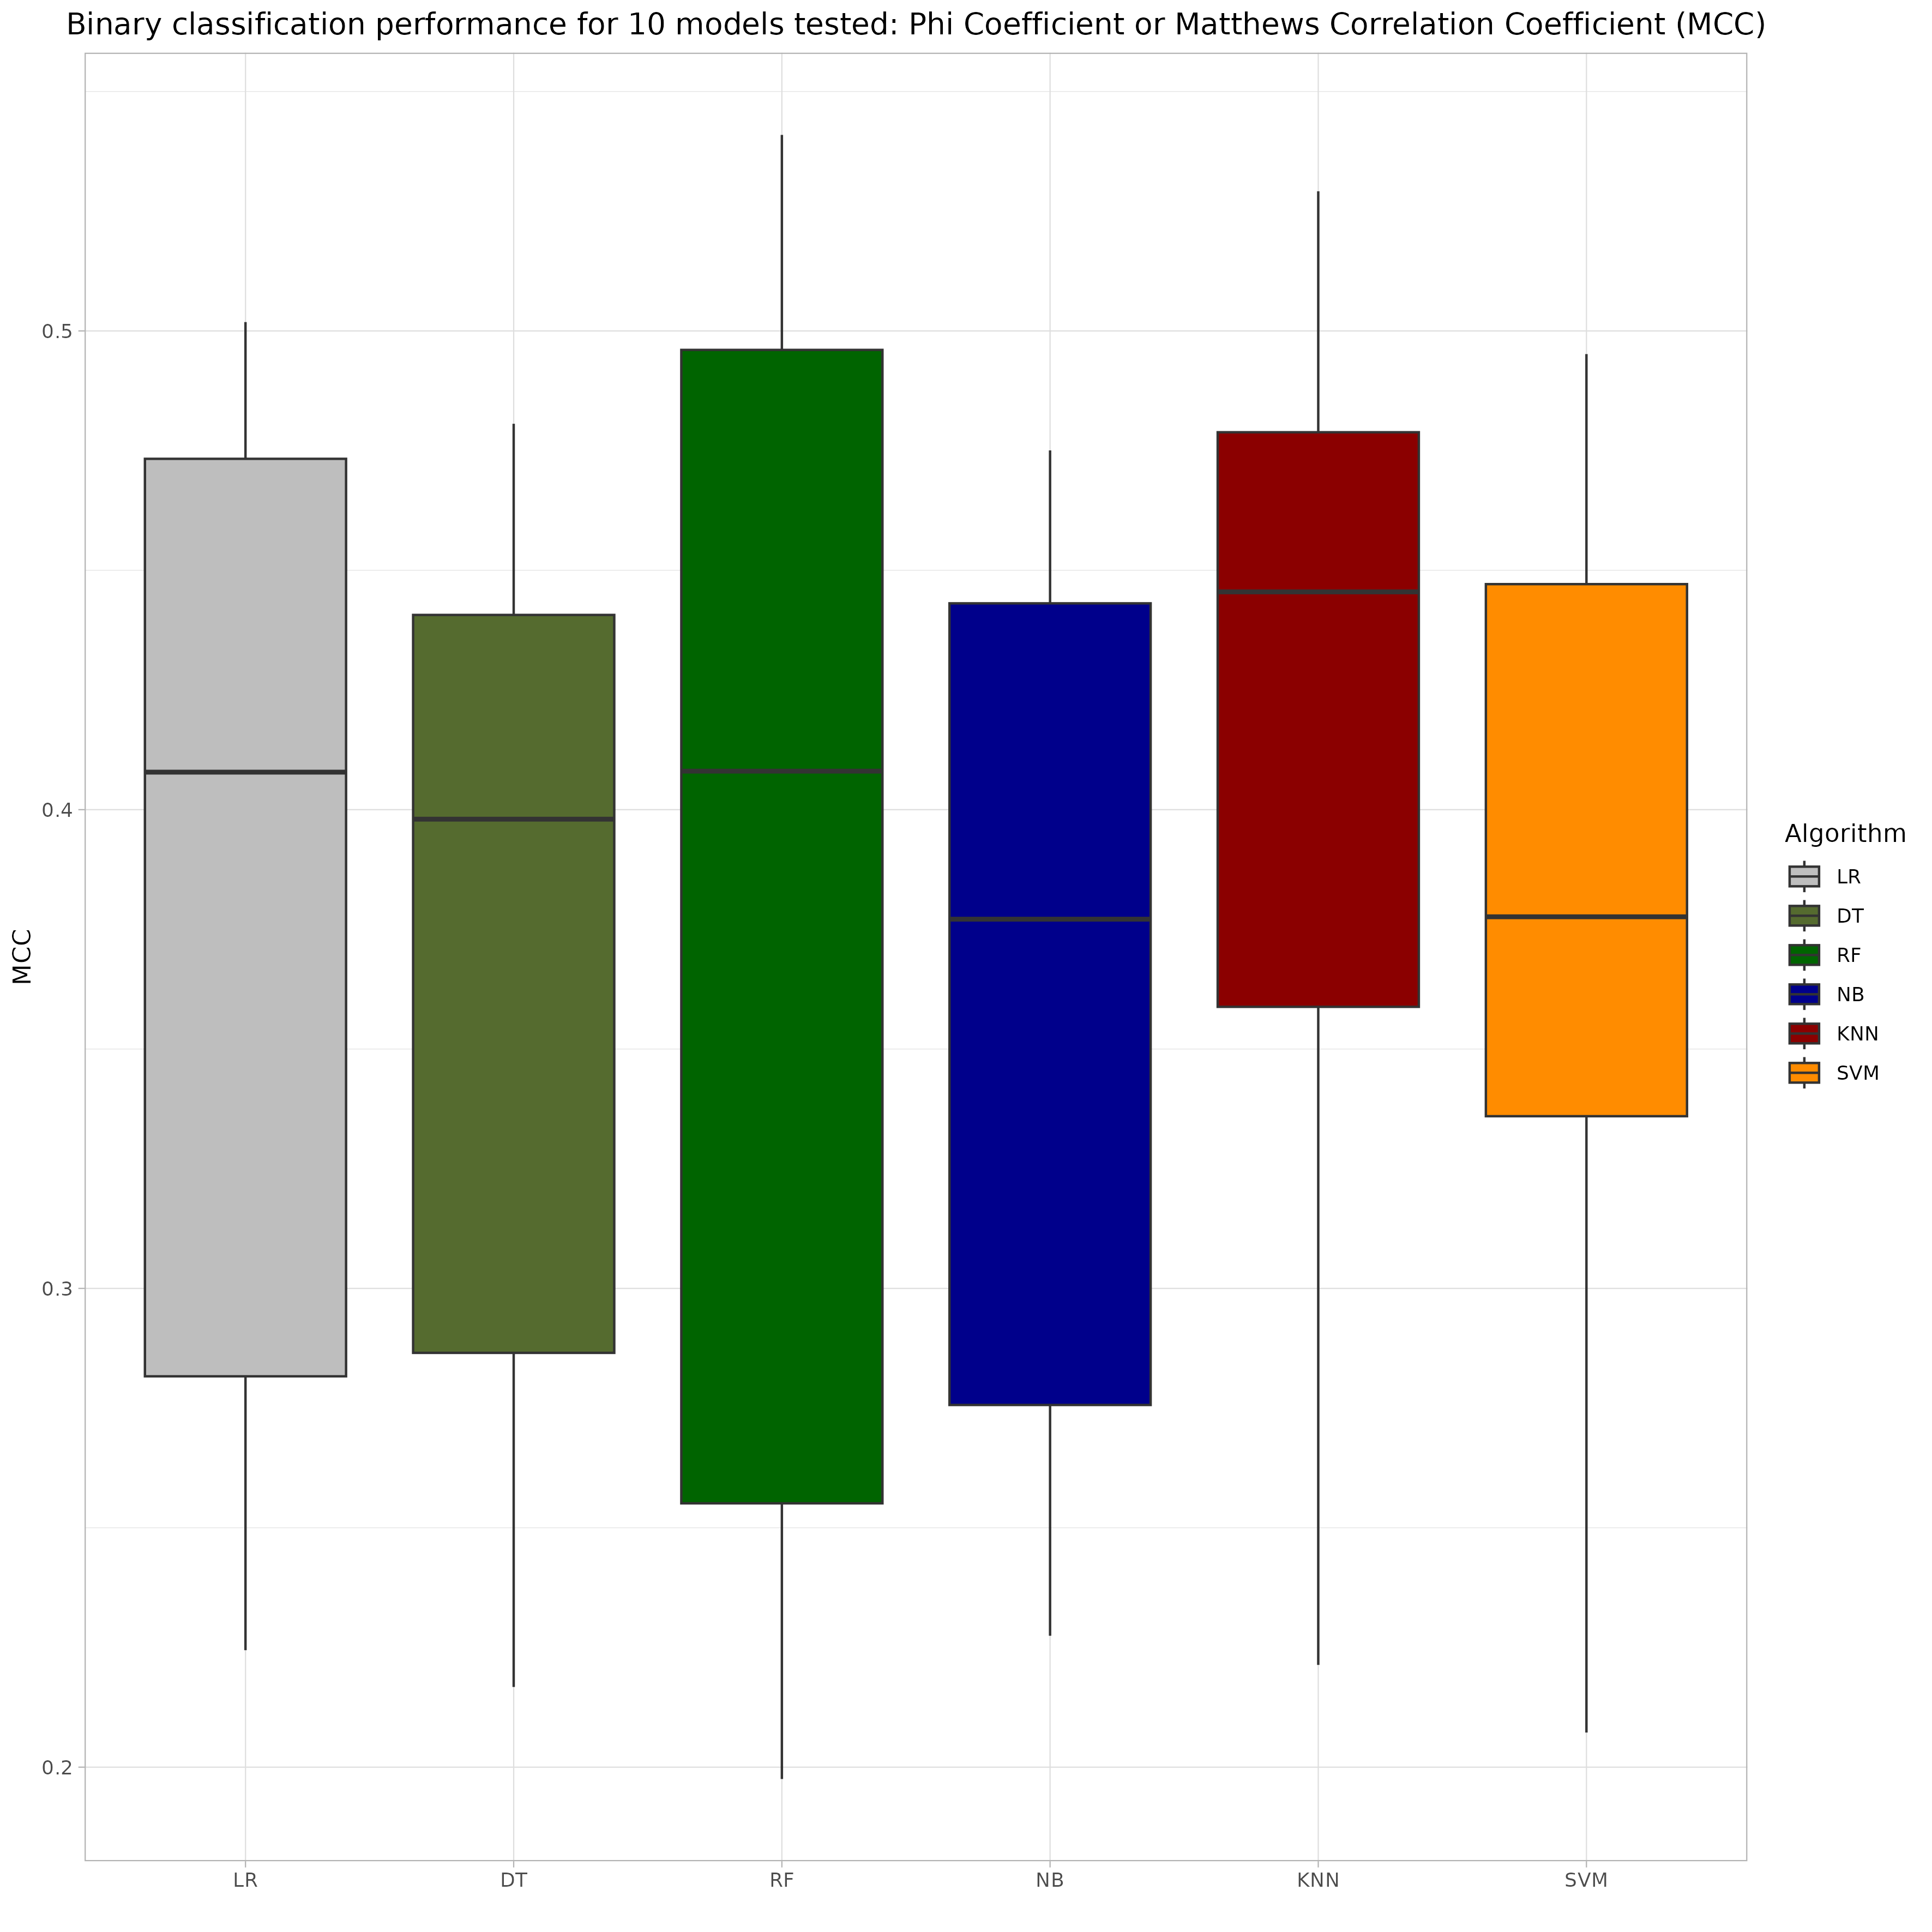 Binary classification performance for 10 models tested: Phi Coefficient or Matthews Correlation Coefficient (MCC)
0.5
0.4
0.3
0.2
MCC
LR
DT
RF
NB
KNN
SVM
Algorithm
LR
DT
RF
NB
KNN
SVM